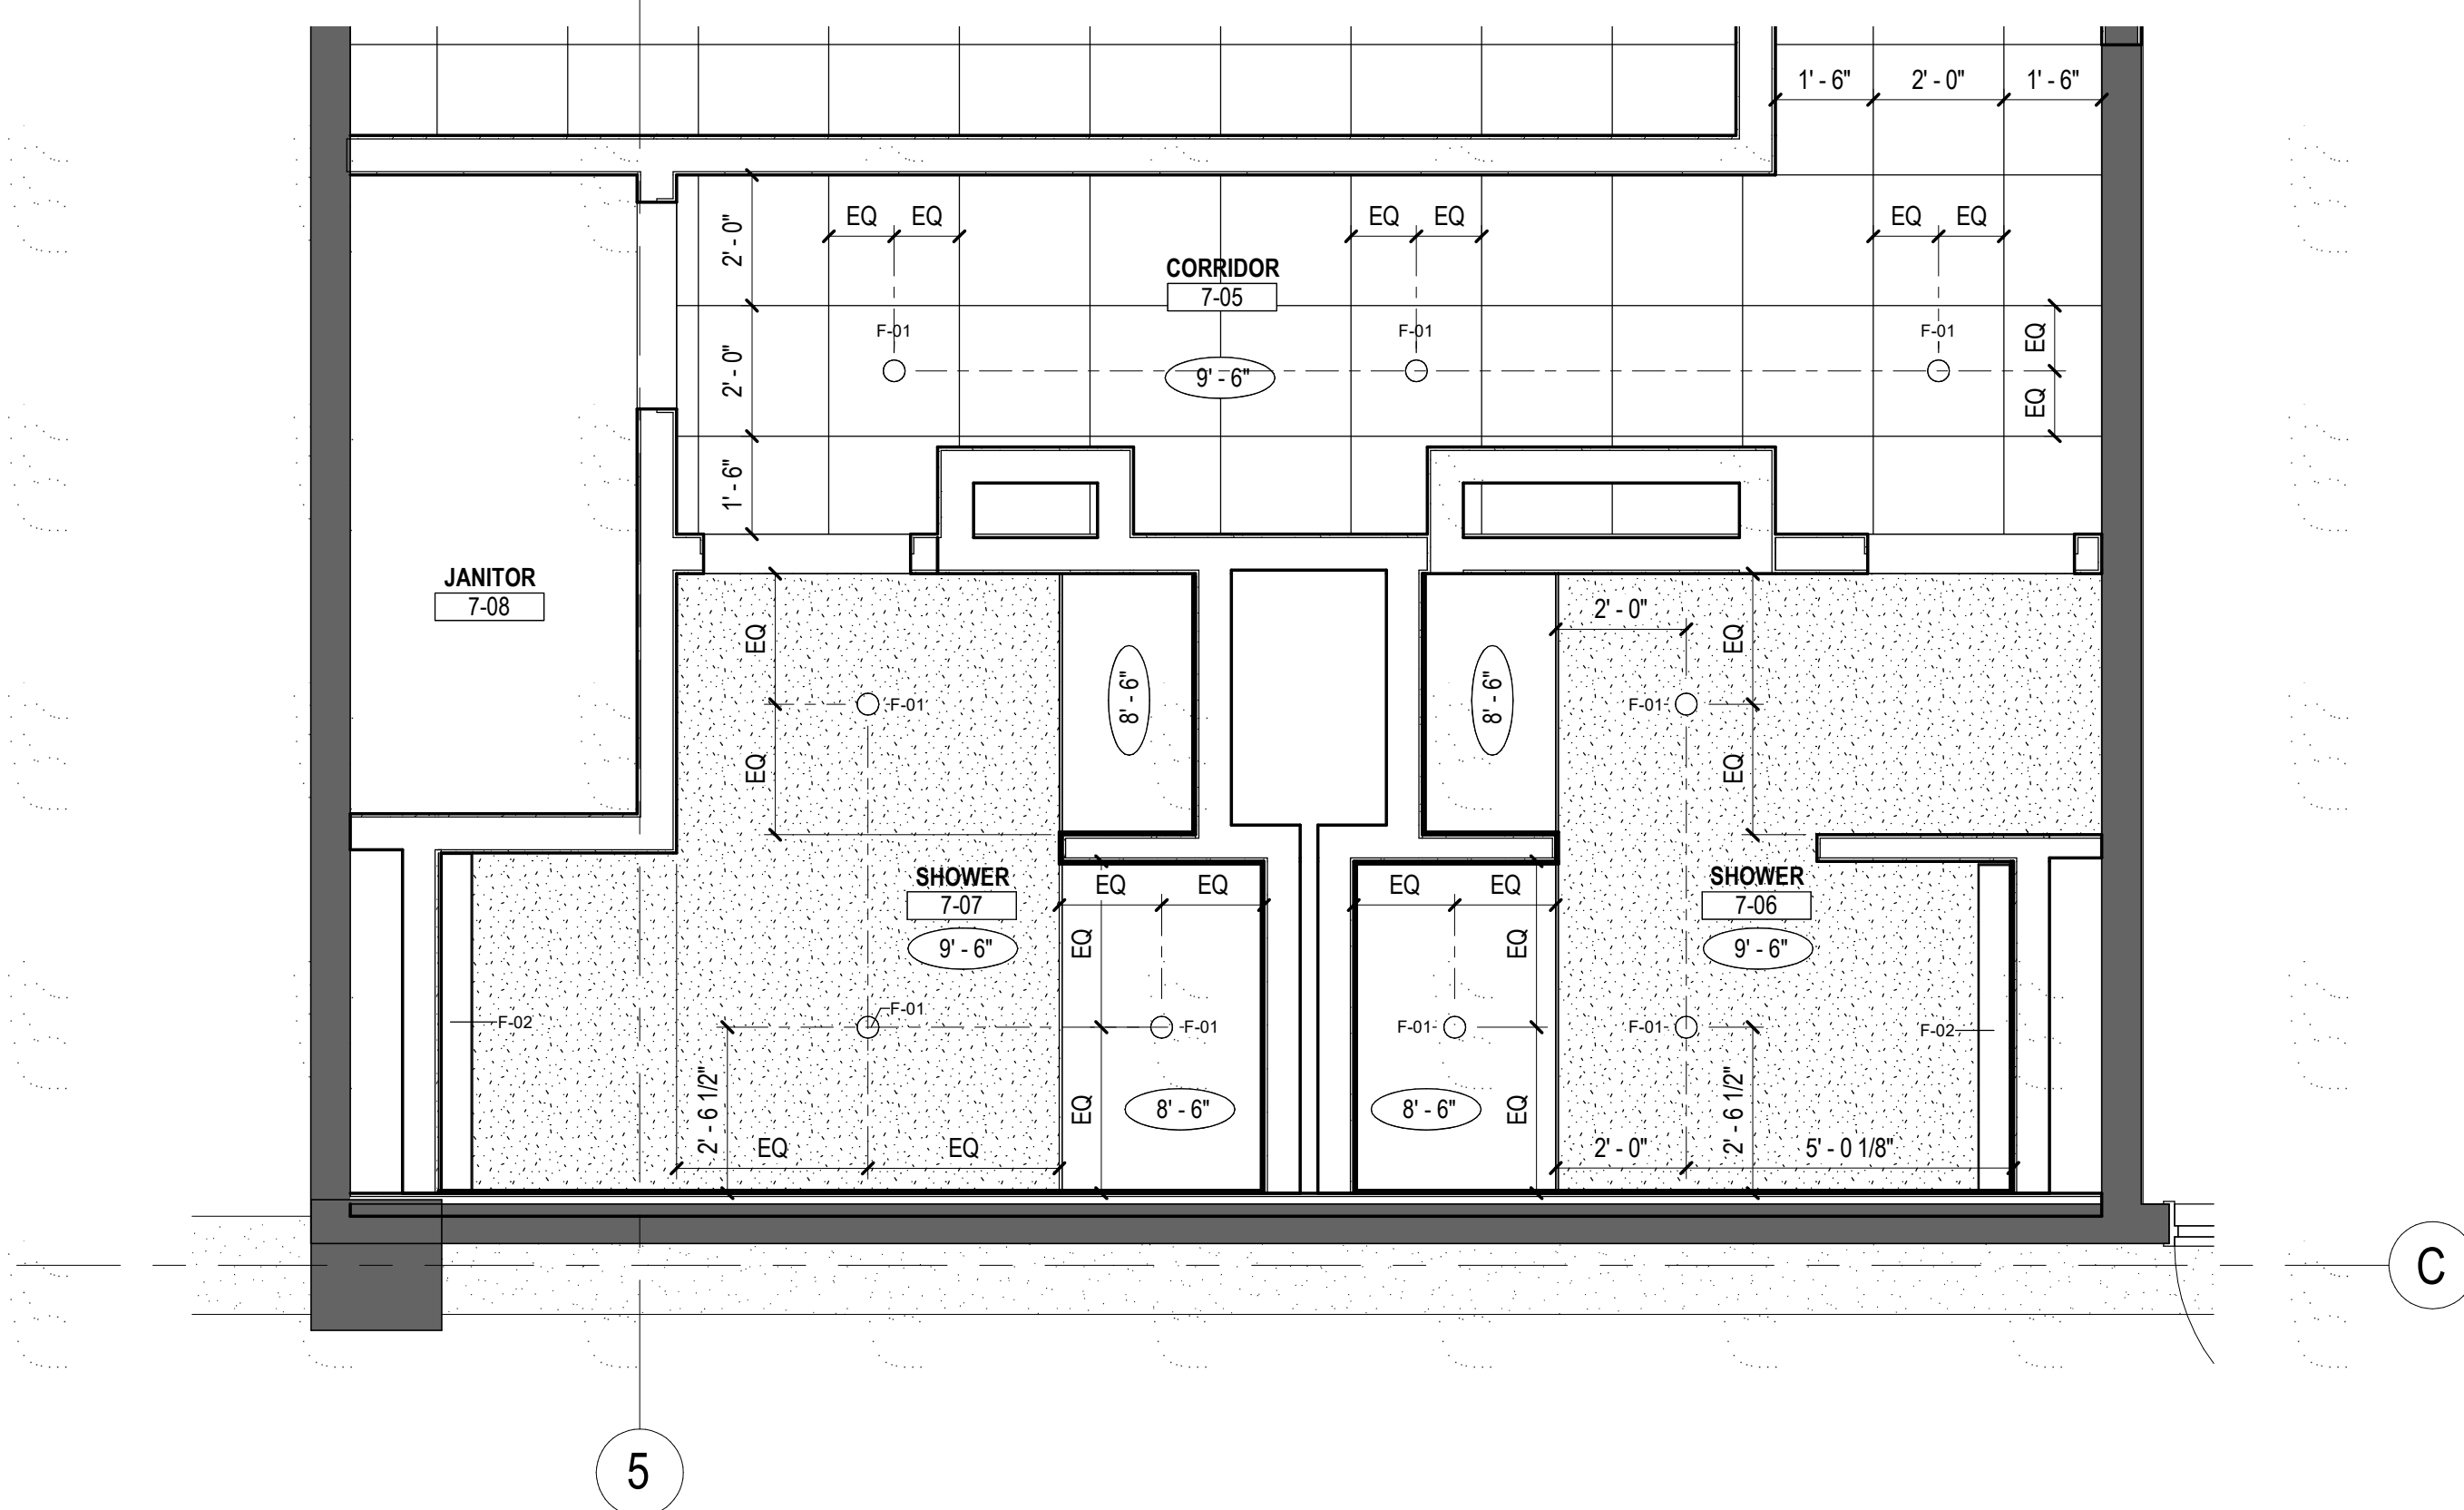 1' - 6" 2' - 0" 1' - 6"
EQ EQ EQ EQ EQ EQ
2' - 0"
CORRIDOR
7-05
F-01 F-01 F-01
EQ
2' - 0"
9' - 6"
EQ
1' - 6"
JANITOR
7-08
2' - 0"
EQ
EQ
8' - 6"
8' - 6"
F-01
F-01
EQ
EQ
SHOWER
7-07
9' - 6"
EQ EQ
EQ EQ
SHOWER
7-06
9' - 6"
EQ
EQ
F-02
F-01
F-01
F-01
F-01
F-02
2' - 6 1/2"
EQ EQ
EQ
8' - 6"
8' - 6"
EQ
2' - 0"
2' - 6 1/2"
5' - 0 1/8"
C
5